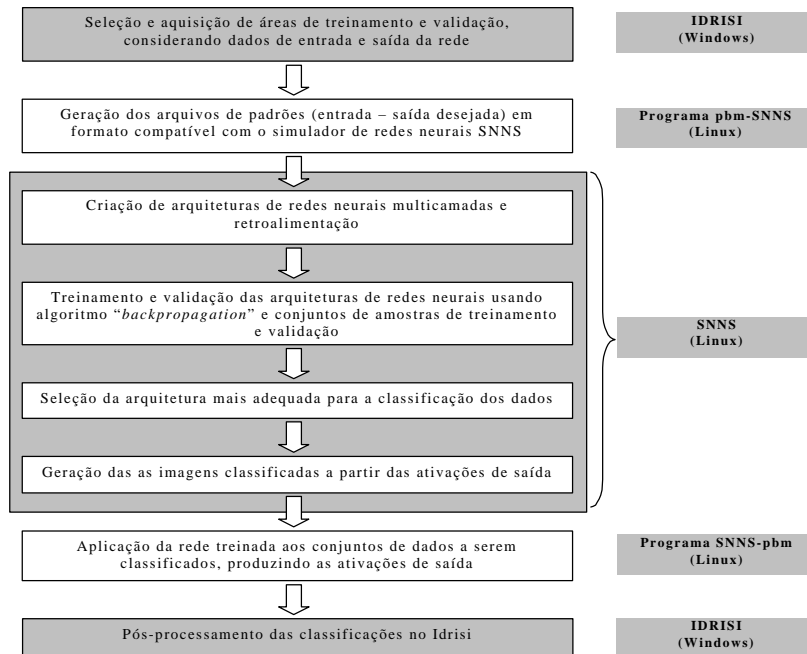 Seleção e aquisição de áreas de treinamento e validação,
considerando dados de entrada e saída da rede
IDRISI
(Windows)
Geração dos arquivos de padrões (entrada – saída desejada) em
formato compatível com o simulador de redes neurais SNNS
Programa pbm-SNNS
(Linux)
Criação de arquiteturas de redes neurais multicamadas e
retroalimentação
Treinamento e validação das arquiteturas de redes neurais usando
algoritmo “backpropagation” e conjuntos de amostras de treinamento
e validação
SNNS
(Linux)
Seleção da arquitetura mais adequada para a classificação dos dados
Geração das as imagens classificadas a partir das ativações de saída
Aplicação da rede treinada aos conjuntos de dados a serem
classificados, produzindo as ativações de saída
Programa SNNS-pbm
(Linux)
Pós-processamento das classificações no Idrisi
IDRISI
(Windows)